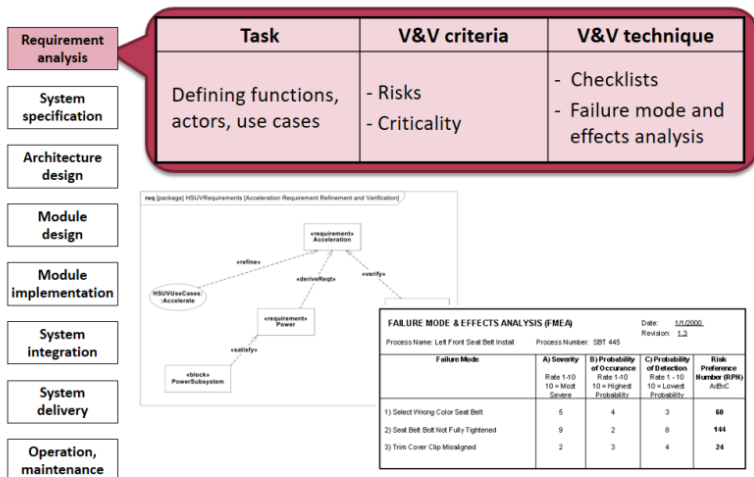 Requirement
analysis
System
specification
Architecture
design
Module
design
Module
implementation
System
integration
System
delivery
Operation,
maintenance
Task
V&V criteria
V&V technique
Defining functions,
actors, use cases
- Risks
- Criticality
- Checklists
- Failure mode and
effects analysis
req [package] HSUVRequirements [Acceleration Requirement Refinement and Verification]
«requirement»
Acceleration
«refine»
«deriveReqt»
«verify»
HSUVUseCases:
:Accelerate
«requirement»
Power
«satisfy»
«block»
PowerSubsystem
FAILURE MODE & EFFECTS ANALYSIS (FMEA)
Date: 1/1/2000
Revision: 1.3
Process Name: Left Front Seat Belt Install
Process Number: SBT 445
Failure Mode
A) Severity
Rate 1-10
10 = Most
Severe
B) Probability
of Occurance
Rate 1-10
10 = Highest
Probability
C) Probability
of Detection
Rate 1 - 10
10 = Lowest
Probability
Risk
Preference
Number (RPN)
AxBxC
1) Select Wrong Color Seat Belt 5 4 3 60
2) Seat Belt Bolt Not Fully Tightened 9 2 8 144
3) Trim Cover Clip Misaligned 2 3 4 24